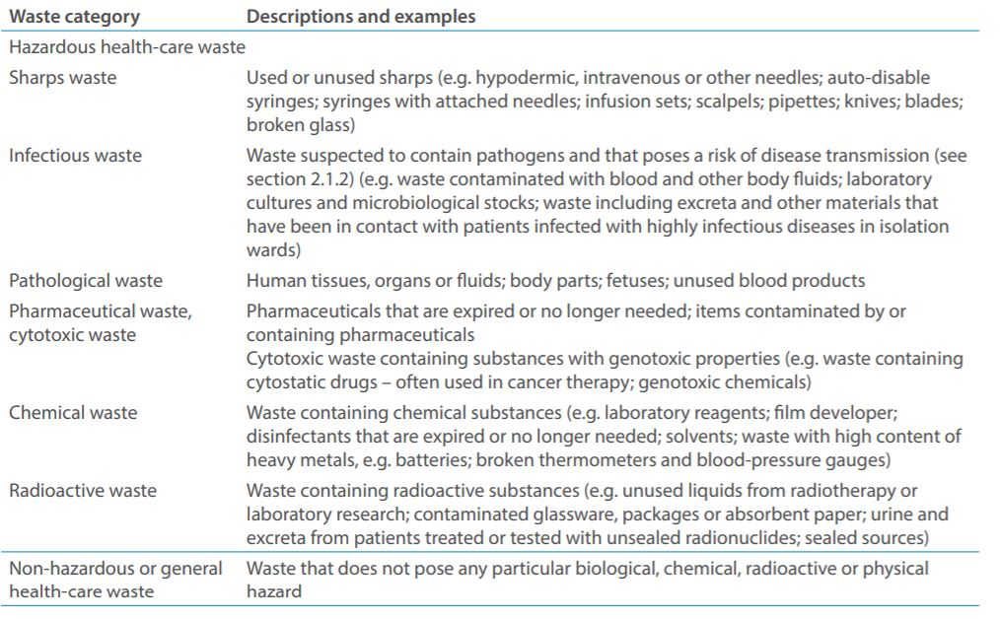 Waste category Descriptions and examples
Hazardous health-care waste
Sharps waste Used or unused sharps (e.g. hypodermic, intravenous or other needles; auto-disable
syringes; syringes with attached needles; infusion sets; scalpels; pipettes; knives; blades;
broken glass)
Infectious waste Waste suspected to contain pathogens and that poses a risk of disease transmission (see
section 2.1.2) (e.g. waste contaminated with blood and other body fluids; laboratory
cultures and microbiological stocks; waste including excreta and other materials that
have been in contact with patients infected with highly infectious diseases in isolation
wards)
Pathological waste Human tissues, organs or fluids; body parts; fetuses; unused blood products
Pharmaceutical waste, Pharmaceuticals that are expired or no longer needed; items contaminated by or
cytotoxic waste containing pharmaceuticals
Cytotoxic waste containing substances with genotoxic properties (e.g. waste containing
cytostatic drugs – often used in cancer therapy; genotoxic chemicals)
Chemical waste Waste containing chemical substances (e.g. laboratory reagents; film developer;
disinfectants that are expired or no longer needed; solvents; waste with high content of
heavy metals, e.g. batteries; broken thermometers and blood-pressure gauges)
Radioactive waste Waste containing radioactive substances (e.g. unused liquids from radiotherapy or
laboratory research; contaminated glassware, packages or absorbent paper; urine and
excreta from patients treated or tested with unsealed radionuclides; sealed sources)
Non-hazardous or general Waste that does not pose any particular biological, chemical, radioactive or physical
health-care waste hazard